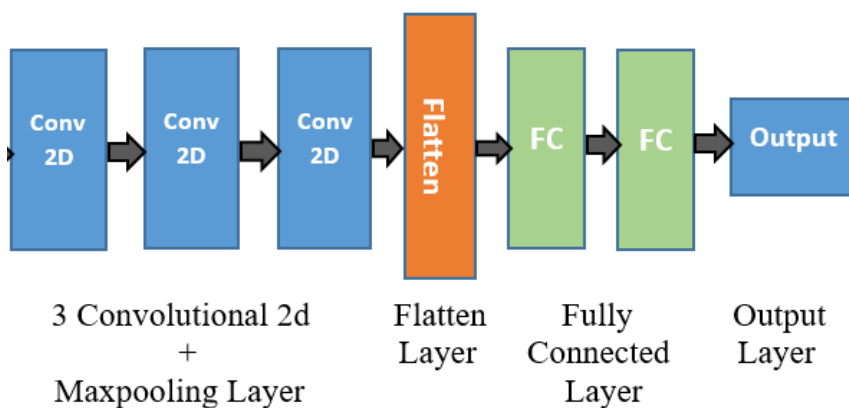 Conv
2D
Conv
2D
Conv
2D
Flatten
FC
FC
Output
3 Convolutional 2d
+
Maxpooling Layer
Flatten
Layer
Fully
Connected
Layer
Output
Layer